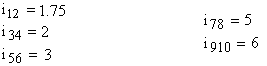 i12 = 1.75
i34 = 2
i56 = 3
i78 = 5
i910 = 6